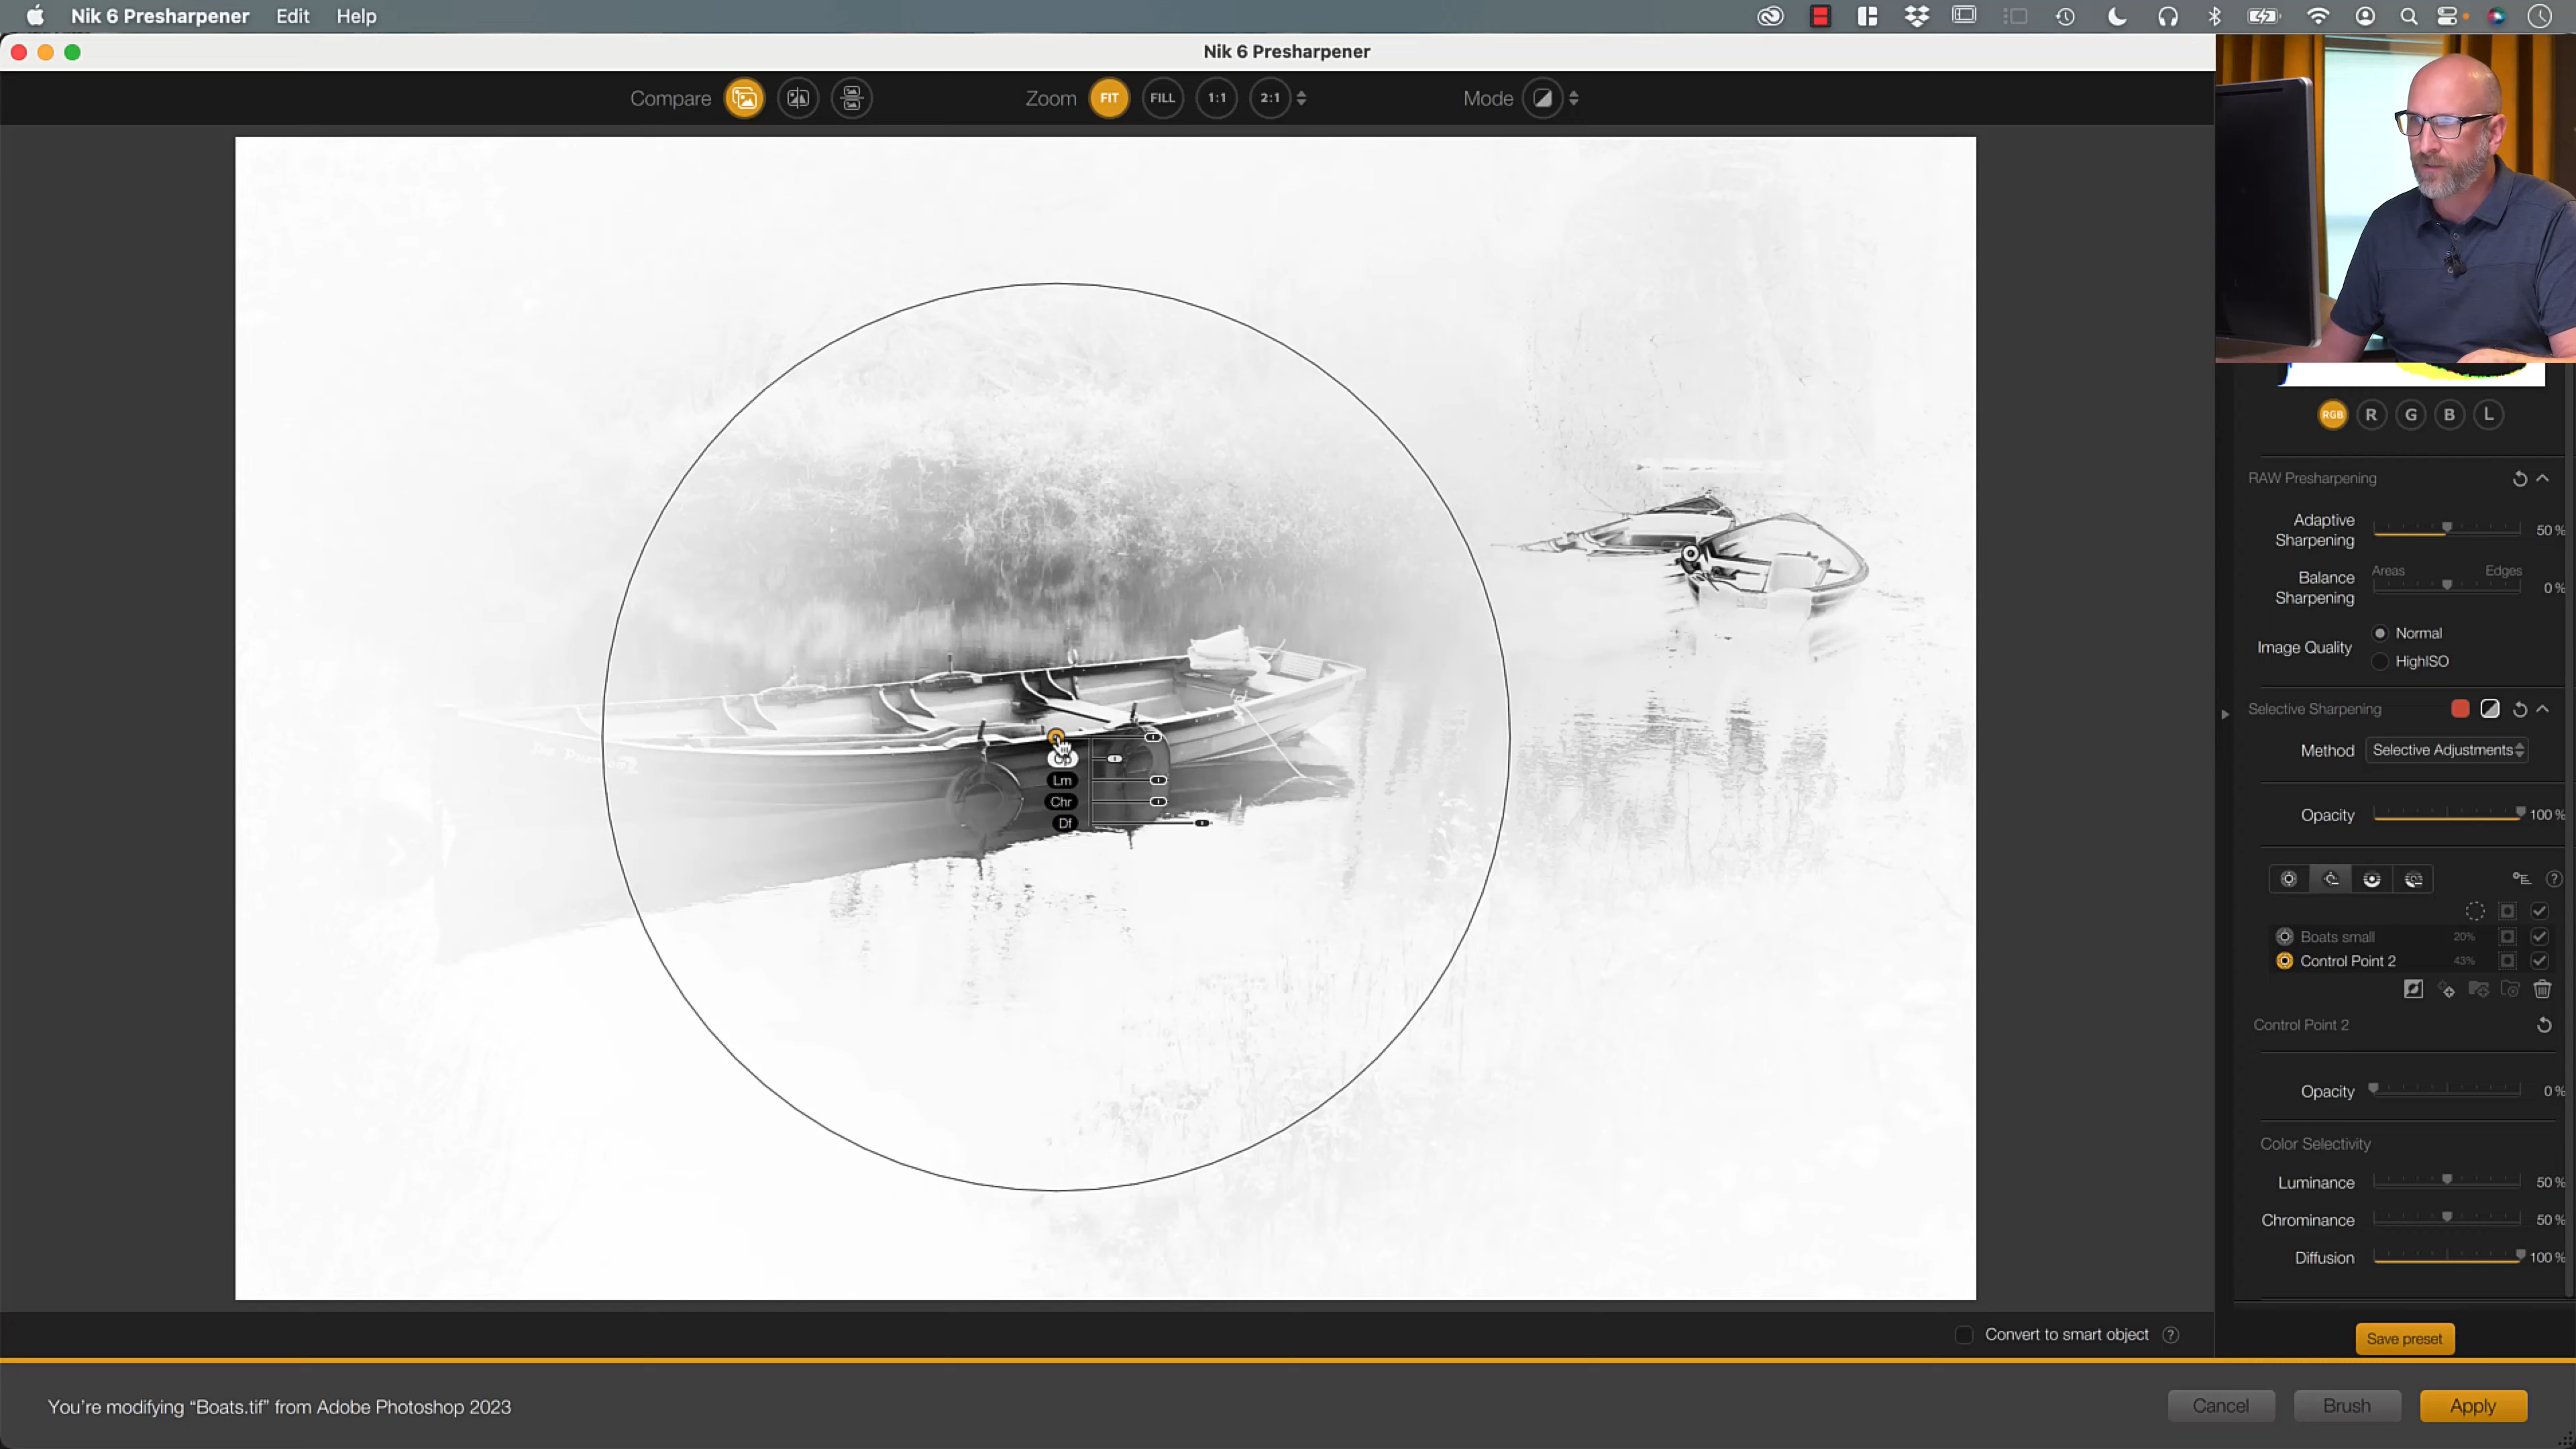 Nik 6 Presharpener Edit Help
Nik 6 Presharpener
Compare Zoom FIT FILL 1:1 2:1 Mode
RGB R G B L
RAW Presharpening
Adaptive Sharpening 50 %
Areas Edges
Balance Sharpening 0 %
Image Quality Normal
HighISO
Selective Sharpening
Method Selective Adjustments
Opacity 100 %
Boats small 20%
Control Point 2 43%
Control Point 2
Opacity 0 %
Color Selectivity
Luminance 50 %
Chrominance 50 %
Diffusion 100 %
Lm
Chr
Df
Convert to smart object ?
Save preset
You're modifying “Boats.tif” from Adobe Photoshop 2023
Cancel Brush Apply